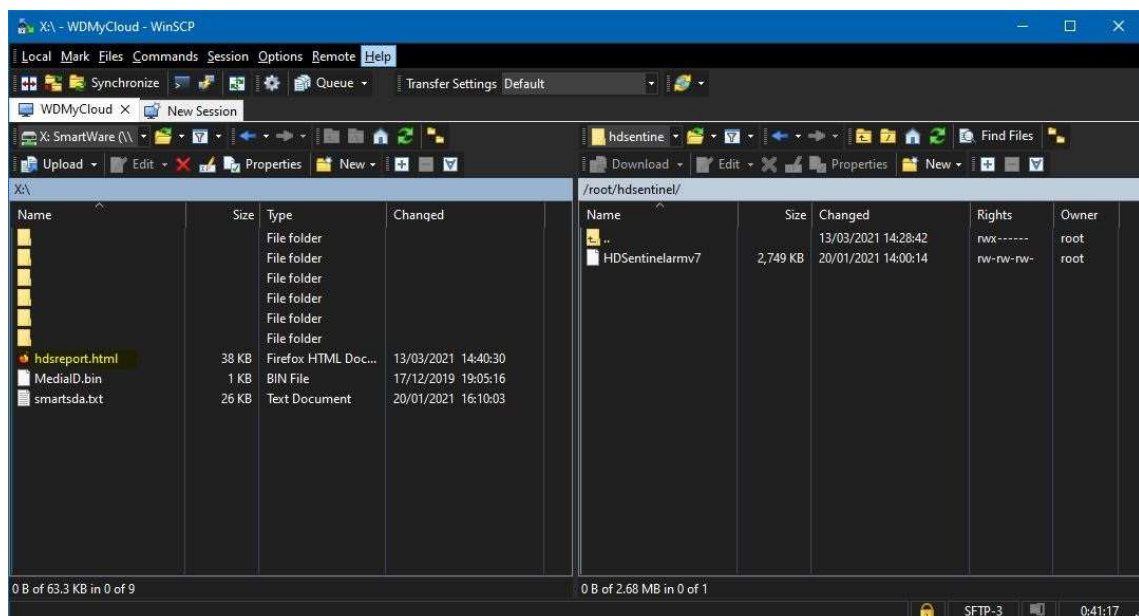 X:\ - WDMyCloud - WinSCP
Local Mark Files Commands Session Options Remote Help
Synchronize Queue Transfer Settings Default
WDMyCloud X New Session
X: SmartWare (\\ hdsentine Find Files
Upload Edit Properties New Download Edit Properties New
X:\ /root/hdsentinel/
Name Size Type Changed Name Size Changed Rights Owner
File folder .. 13/03/2021 14:28:42 rwx------ root
File folder HDSentinelarmv7 2,749 KB 20/01/2021 14:00:14 rw-rw-rw- root
File folder
File folder
File folder
File folder
hdsreport.html 38 KB Firefox HTML Doc... 13/03/2021 14:40:30
MediaID.bin 1 KB BIN File 17/12/2019 19:05:16
smartsda.txt 26 KB Text Document 20/01/2021 16:10:03
0 B of 63.3 KB in 0 of 9 0 B of 2.68 MB in 0 of 1
SFTP-3 0:41:17